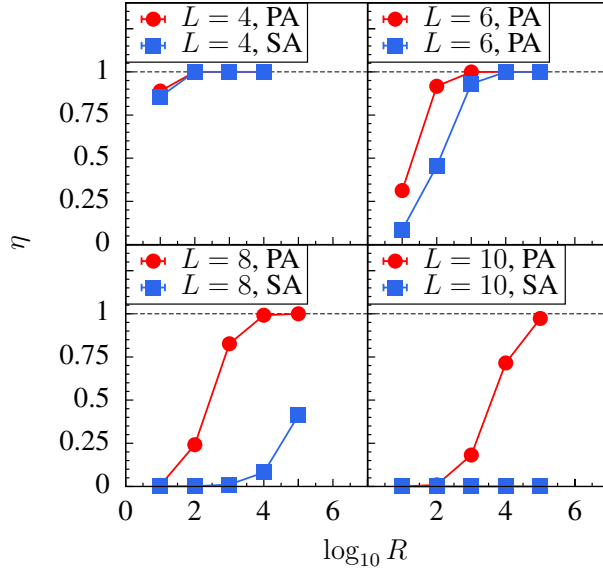 L = 4, PA
L = 4, SA
L = 6, PA
L = 6, PA
1
0.75
0.5
0.25
0
η
L = 8, PA
L = 8, SA
L = 10, PA
L = 10, SA
1
0.75
0.5
0.25
0
0 2 4 6 2 4 6
log₁₀ R